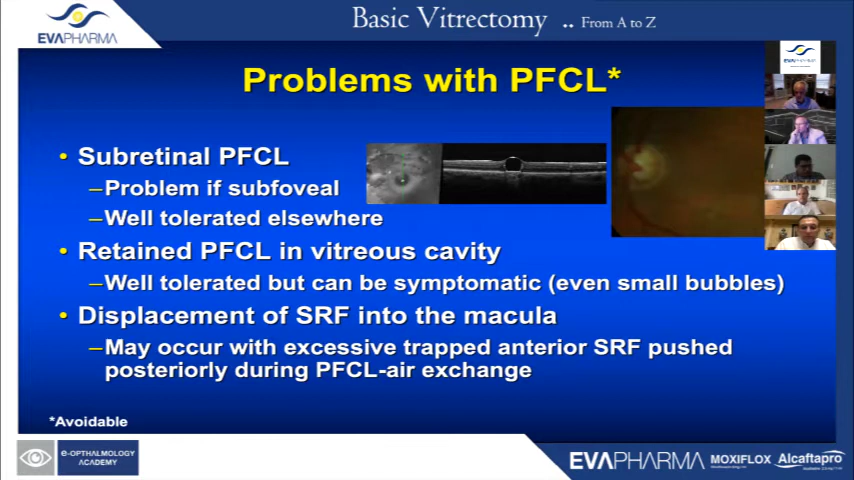 EVAPHARMA
Basic Vitrectomy .. From A to Z
Problems with PFCL*
EVAPHARMA
• Subretinal PFCL
–Problem if subfoveal
–Well tolerated elsewhere
• Retained PFCL in vitreous cavity
–Well tolerated but can be symptomatic (even small bubbles)
• Displacement of SRF into the macula
–May occur with excessive trapped anterior SRF pushed
posteriorly during PFCL-air exchange
*Avoidable
e-OPTHALMOLOGY
ACADEMY
EVAPHARMA MOXIFLOX Alcaftapro